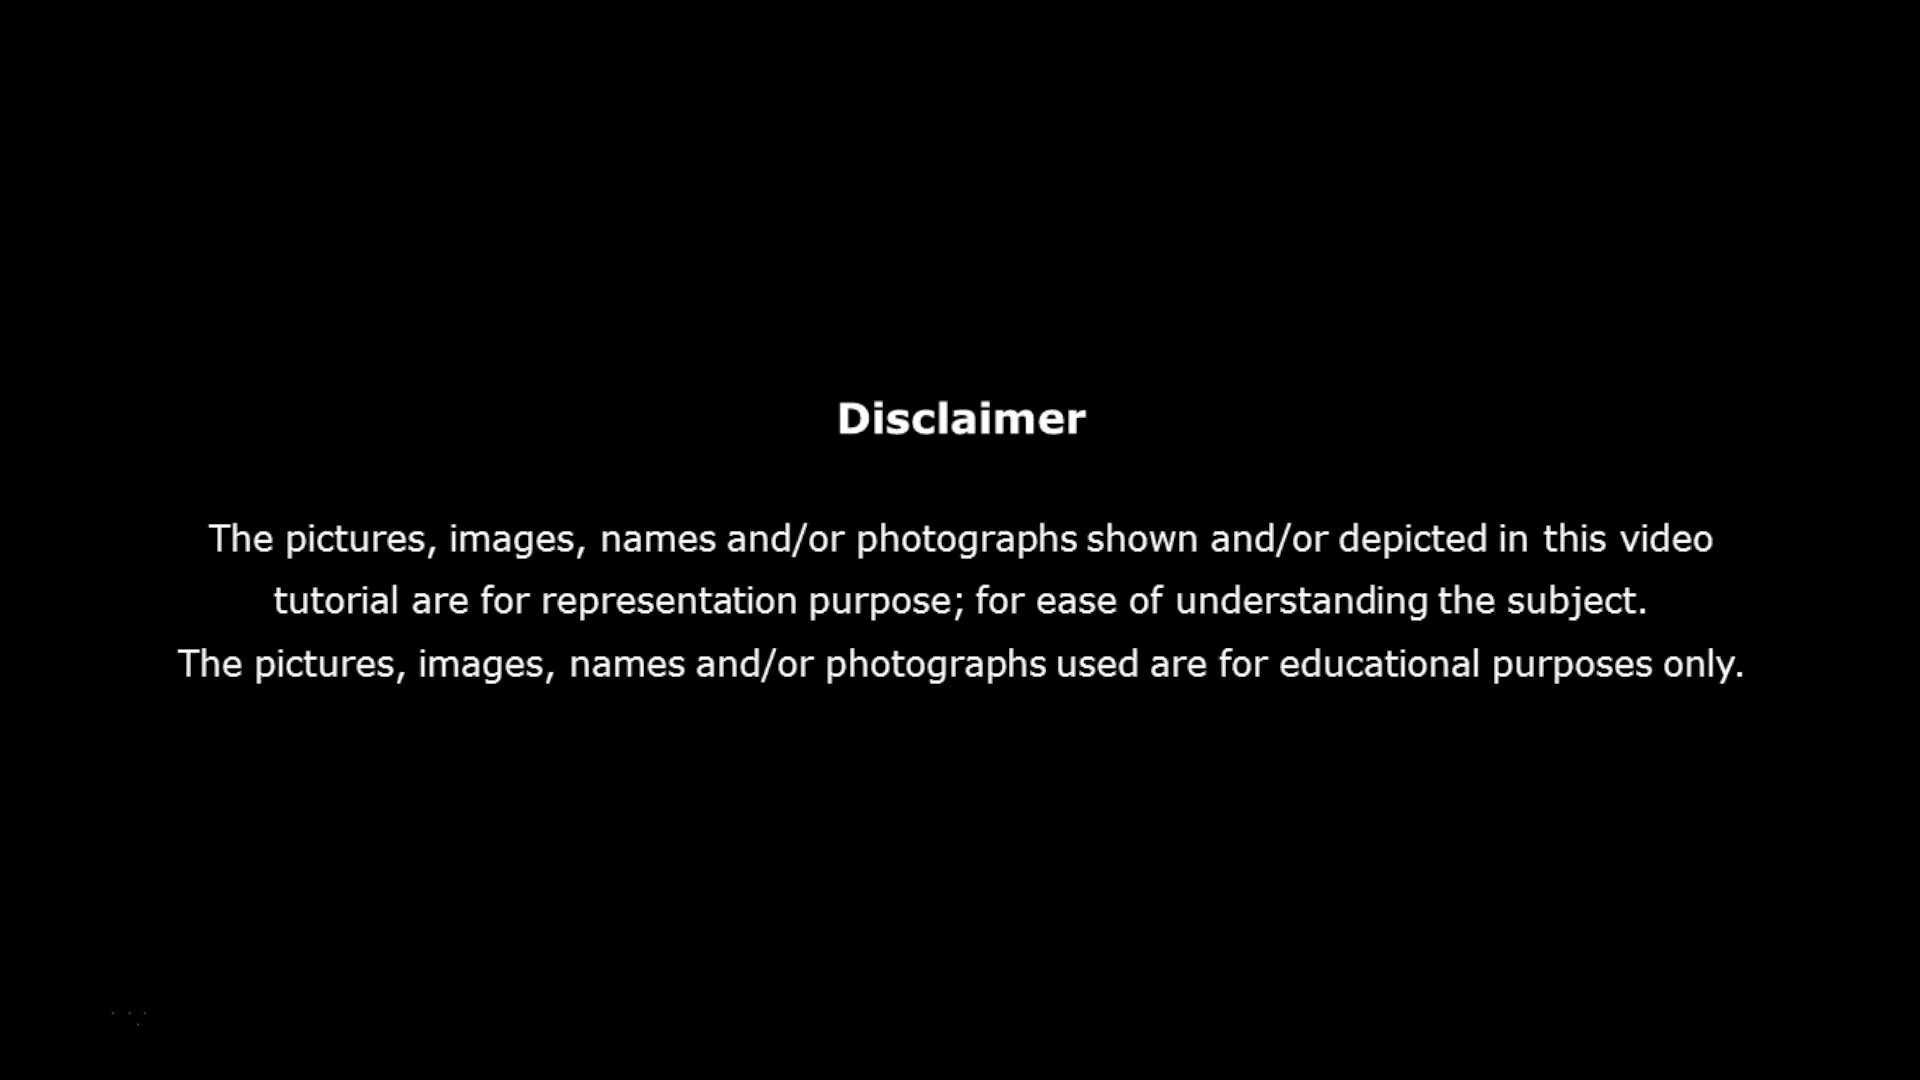 Disclaimer
The pictures, images, names and/or photographs shown and/or depicted in this video
tutorial are for representation purpose; for ease of understanding the subject.
The pictures, images, names and/or photographs used are for educational purposes only.